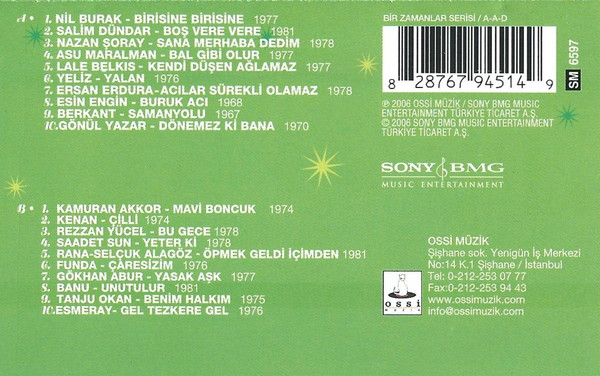 A • 1. NİL BURAK - BİRİSİNE BİRİSİNE 1977
2. SALİM DÜNDAR - BOŞ VERE VERE 1981
3. NAZAN ŞORAY - SANA MERHABA DEDİM 1978
4. ASU MARALMAN - BAL GİBİ OLUR 1977
5. LALE BELKIS - KENDİ DÜŞEN AĞLAMAZ 1977
6. YELİZ - YALAN 1976
7. ERSAN ERDURA-ACILAR SÜREKLİ OLAMAZ 1978
8. ESİN ENGİN - BURUK ACI 1968
9. BERKANT - SAMANYOLU 1967
10.GÖNÜL YAZAR - DÖNEMEZ Kİ BANA 1970
B • 1. KAMURAN AKKOR - MAVİ BONCUK 1974
2. KENAN - ÇİLLİ 1974
3. REZZAN YÜCEL - BU GECE 1978
4. SAADET SUN - YETER Kİ 1978
5. RANA-SELÇUK ALAGÖZ - ÖPMEK GELDİ İÇİMDEN 1981
6. FUNDA - ÇARESİZİM 1976
7. GÖKHAN ABUR - YASAK AŞK 1977
8. BANU - UNUTULUR 1981
9. TANJU OKAN - BENİM HALKIM 1975
10.ESMERAY- GEL TEZKERE GEL 1976
BİR ZAMANLAR SERİSİ / A-A-D
8 28767 94514 9
SM 6597
℗ 2006 OSSİ MÜZİK / SONY BMG MUSIC
ENTERTAINMENT TÜRKİYE TİCARET A.Ş.
© 2006 SONY BMG MUSIC ENTERTAINMENT
TÜRKİYE TİCARET A.Ş.
SONY BMG
MUSIC ENTERTAINMENT
OSSİ MÜZİK
Şişhane sok. Yenigün İş Merkezi
No:14 K.1 Şişhane / İstanbul
Tel: 0-212-253 07 77
Fax:0-212-253 94 43
www.ossimuzik.com
info@ossimuzik.com
ossi
müzik